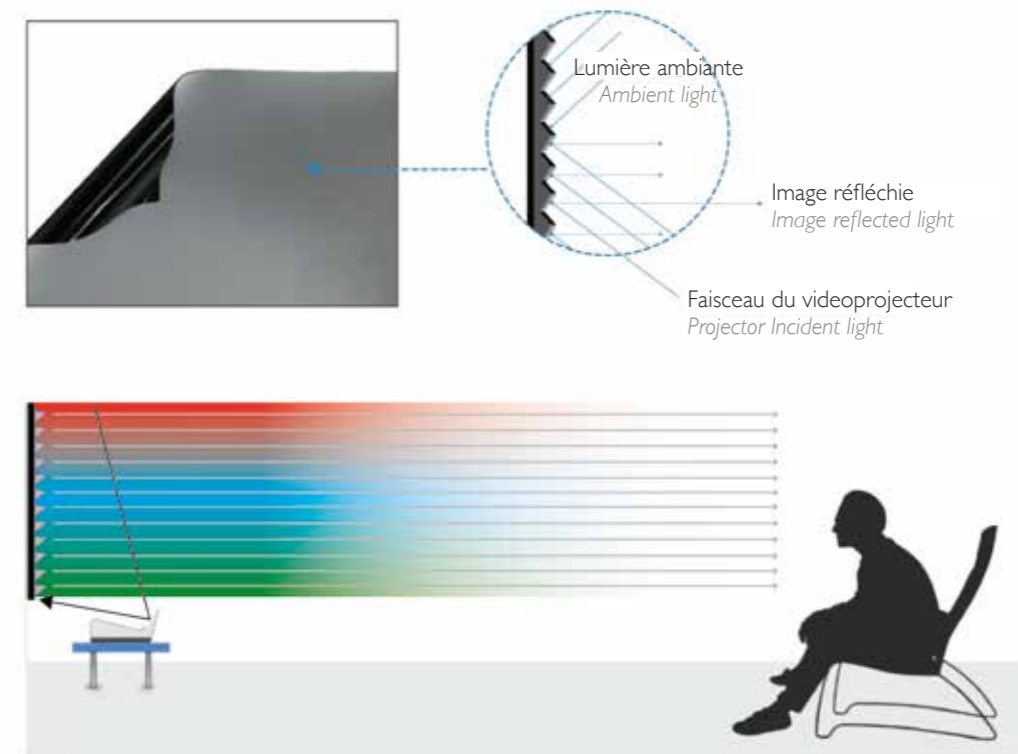 Lumière ambiante
Ambient light
Image réfléchie
Image reflected light
Faisceau du videoprojecteur
Projector Incident light